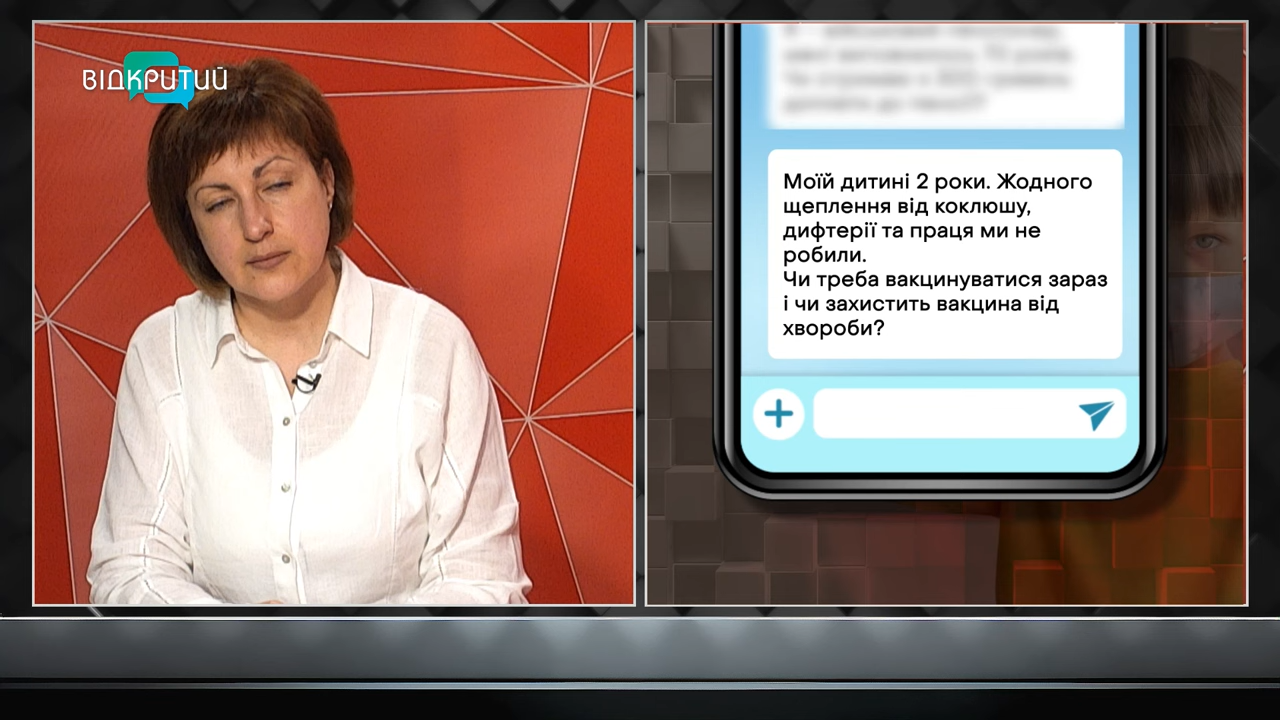 ВІДКРИТИЙ
Моїй дитині 2 роки. Жодного
щеплення від коклюшу,
дифтерії та праця ми не
робили.
Чи треба вакцинуватися зараз
і чи захистить вакцина від
хвороби?